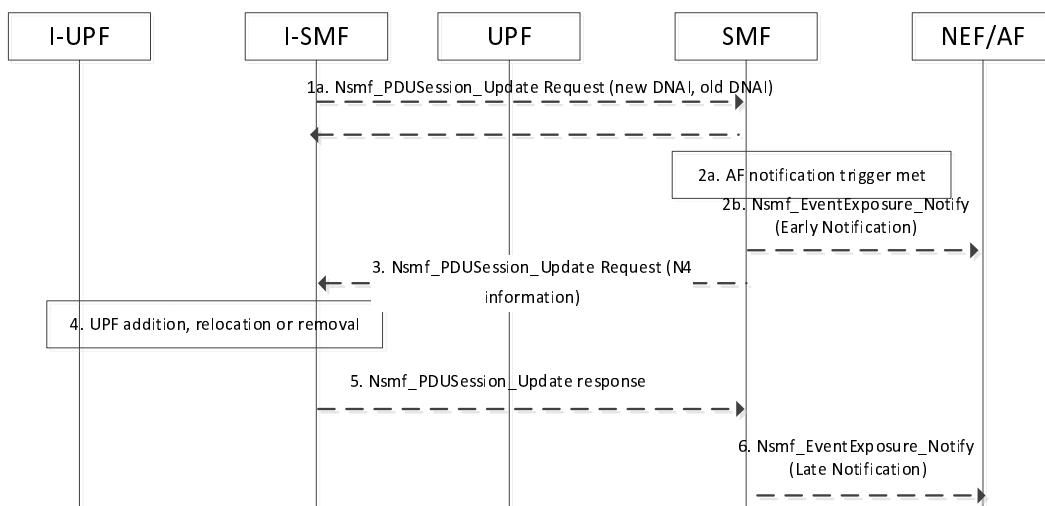 I-UPF
I-SMF
UPF
SMF
NEF/AF
1a. Nsmf_PDUSession_Update Request (new DNAI, old DNAI)
2a. AF notification trigger met
2b. Nsmf_EventExposure_Notify
(Early Notification)
3. Nsmf_PDUSession_Update Request (N4
information)
4. UPF addition, relocation or removal
5. Nsmf_PDUSession_Update response
6. Nsmf_EventExposure_Notify
(Late Notification)